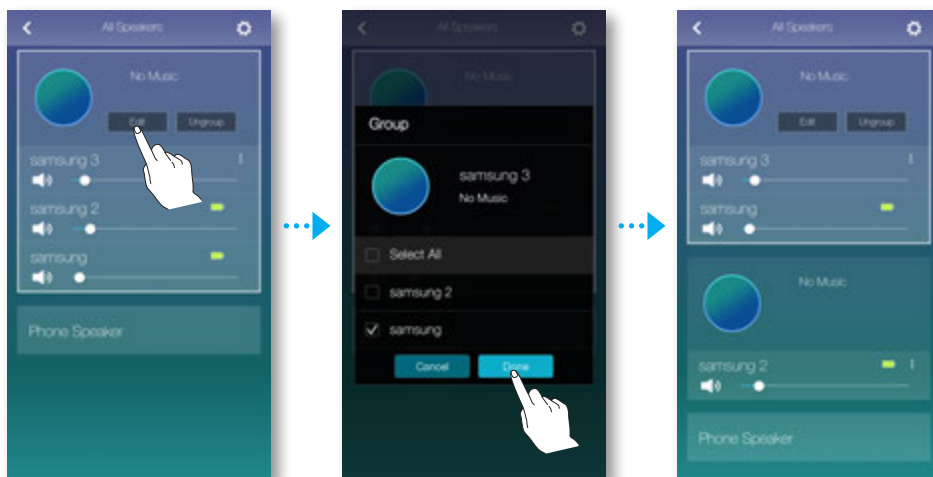 All Speakers
No Music
Edit Ungroup
samsung 3
samsung 2
samsung
Phone Speaker
All Speakers
No Music
Group
samsung 3
No Music
Select All
samsung 2
samsung
Cancel Done
All Speakers
No Music
Edit Ungroup
samsung 3
samsung
No Music
samsung 2
Phone Speaker